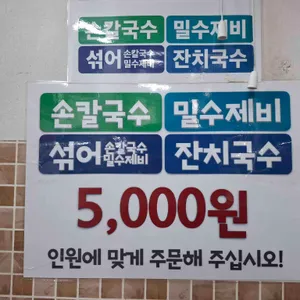 손칼국수 밀수제비
섞어 손칼국수 밀수제비 잔치국수
손칼국수 밀수제비
섞어 손칼국수 밀수제비 잔치국수
5,000원
인원에 맞게 주문해 주십시오!